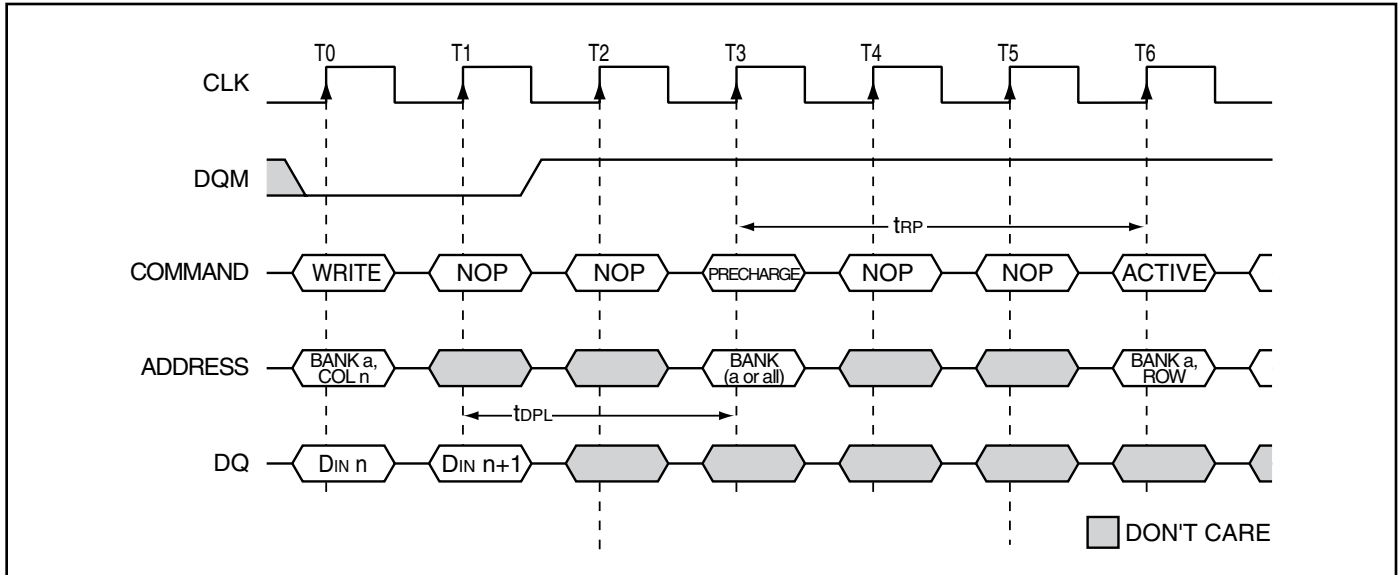 T0 T1 T2 T3 T4 T5 T6
CLK
DQM
tRP
COMMAND WRITE NOP NOP PRECHARGE NOP NOP ACTIVE
ADDRESS BANK a, COL n BANK (a or all) BANK a, ROW
tDPL
DQ DIN n DIN n+1
DON'T CARE